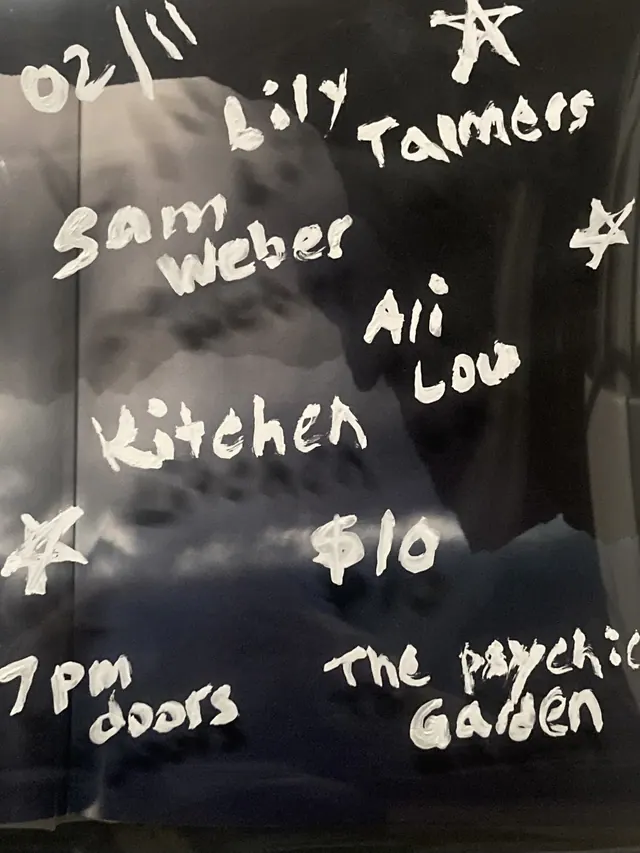 02/11
Lily
Talmers
Sam
Weber
Ali
Lou
Kitchen
$10
7pm
doors
The psychic
Garden